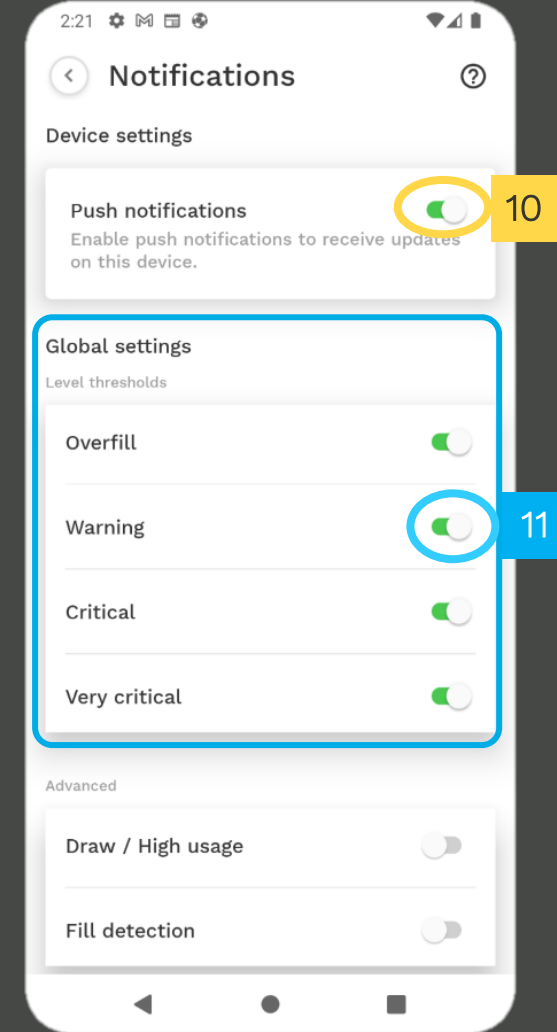 2:21
Notifications
Device settings
Push notifications
10
Enable push notifications to receive updates
on this device.
Global settings
Level thresholds
Overfill
Warning
11
Critical
Very critical
Advanced
Draw / High usage
Fill detection